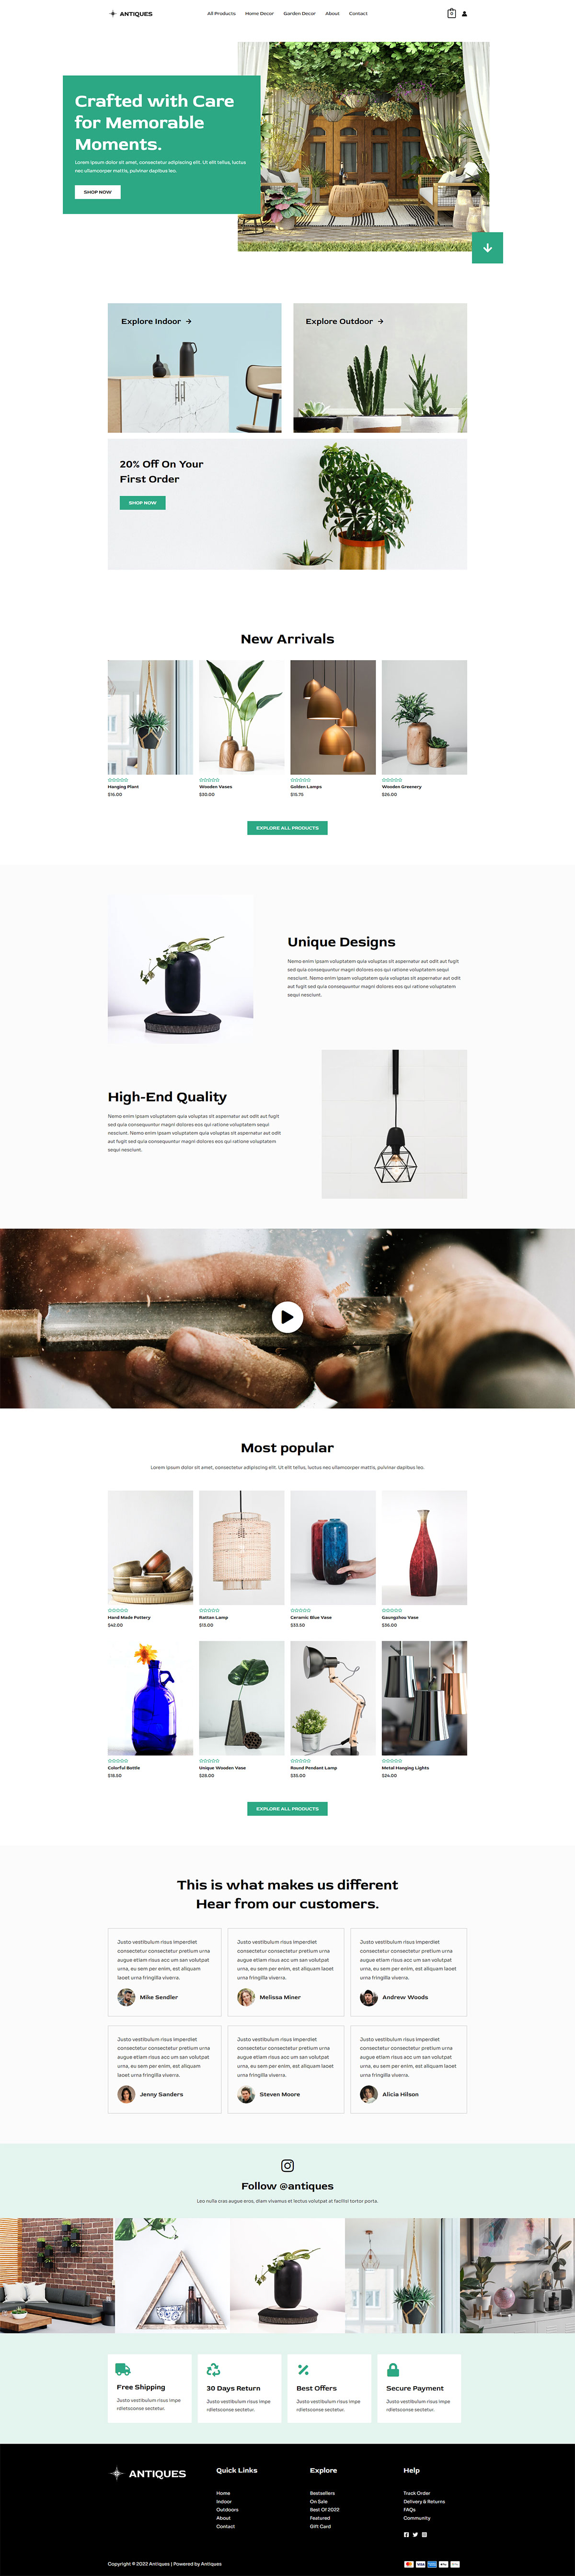 ANTIQUES
All Products Home Decor Garden Decor About Contact
0
Crafted with Care
for Memorable
Moments.
Lorem ipsum dolor sit amet, consectetur adipiscing elit. Ut elit tellus, luctus
nec ullamcorper mattis, pulvinar dapibus leo.
SHOP NOW
Explore Indoor →
Explore Outdoor →
20% Off On Your
First Order
SHOP NOW
New Arrivals
Hanging Plant
$16.00
Wooden Vases
$30.00
Golden Lamps
$15.76
Wooden Greenery
$26.00
EXPLORE ALL PRODUCTS
Unique Designs
Nemo enim ipsam voluptatem quia voluptas sit aspernatur aut odit aut fugit
sed quia consequuntur magni dolores eos qui ratione voluptatem sequi
nesciunt. Nemo enim ipsam voluptatem quia voluptas sit aspernatur aut odit
aut fugit sed quia consequuntur magni dolores eos qui ratione voluptatem
sequi nesciunt.
High-End Quality
Nemo enim ipsam voluptatem quia voluptas sit aspernatur aut odit aut fugit
sed quia consequuntur magni dolores eos qui ratione voluptatem sequi
nesciunt. Nemo enim ipsam voluptatem quia voluptas sit aspernatur aut odit
aut fugit sed quia consequuntur magni dolores eos qui ratione voluptatem
sequi nesciunt.
Most popular
Lorem ipsum dolor sit amet, consectetur adipiscing elit. Ut elit tellus, luctus nec ullamcorper mattis, pulvinar dapibus leo.
Hand Made Pottery
$42.00
Rattan Lamp
$15.00
Ceramic Blue Vase
$33.50
Gaungzhou Vase
$36.00
Colorful Bottle
$18.50
Unique Wooden Vase
$28.00
Round Pendant Lamp
$35.00
Metal Hanging Lights
$24.00
EXPLORE ALL PRODUCTS
This is what makes us different
Hear from our customers.
Justo vestibulum risus imperdiet
consectetur consectetur pretium urna
augue etiam risus acc um san volutpat
urna, eu sem per enim, est aliquam
laoet urna fringilla viverra.
Mike Sendler
Justo vestibulum risus imperdiet
consectetur consectetur pretium urna
augue etiam risus acc um san volutpat
urna, eu sem per enim, est aliquam laoet
urna fringilla viverra.
Melissa Miner
Justo vestibulum risus imperdiet
consectetur consectetur pretium urna
augue etiam risus acc um san volutpat
urna, eu sem per enim, est aliquam laoet
urna fringilla viverra.
Andrew Woods
Justo vestibulum risus imperdiet
consectetur consectetur pretium urna
augue etiam risus acc um san volutpat
urna, eu sem per enim, est aliquam
laoet urna fringilla viverra.
Jenny Sanders
Justo vestibulum risus imperdiet
consectetur consectetur pretium urna
augue etiam risus acc um san volutpat
urna, eu sem per enim, est aliquam laoet
urna fringilla viverra.
Steven Moore
Justo vestibulum risus imperdiet
consectetur consectetur pretium urna
augue etiam risus acc um san volutpat
urna, eu sem per enim, est aliquam laoet
urna fringilla viverra.
Alicia Hilson
Follow @antiques
Leo nulla cras augue eros, diam vivamus et lectus volutpat at facilisi tortor porta.
Free Shipping
Justo vestibulum risus impe
rdietsconse sectetur.
30 Days Return
Justo vestibulum risus impe
rdietsconse sectetur.
Best Offers
Justo vestibulum risus impe
rdietsconse sectetur.
Secure Payment
Justo vestibulum risus impe
rdietsconse sectetur.
ANTIQUES
Quick Links
Home
Indoor
Outdoors
About
Contact
Explore
Bestsellers
On Sale
Best Of 2022
Featured
Gift Card
Help
Track Order
Delivery & Returns
FAQs
Community
Copyright © 2022 Antiques | Powered by Antiques
VISA